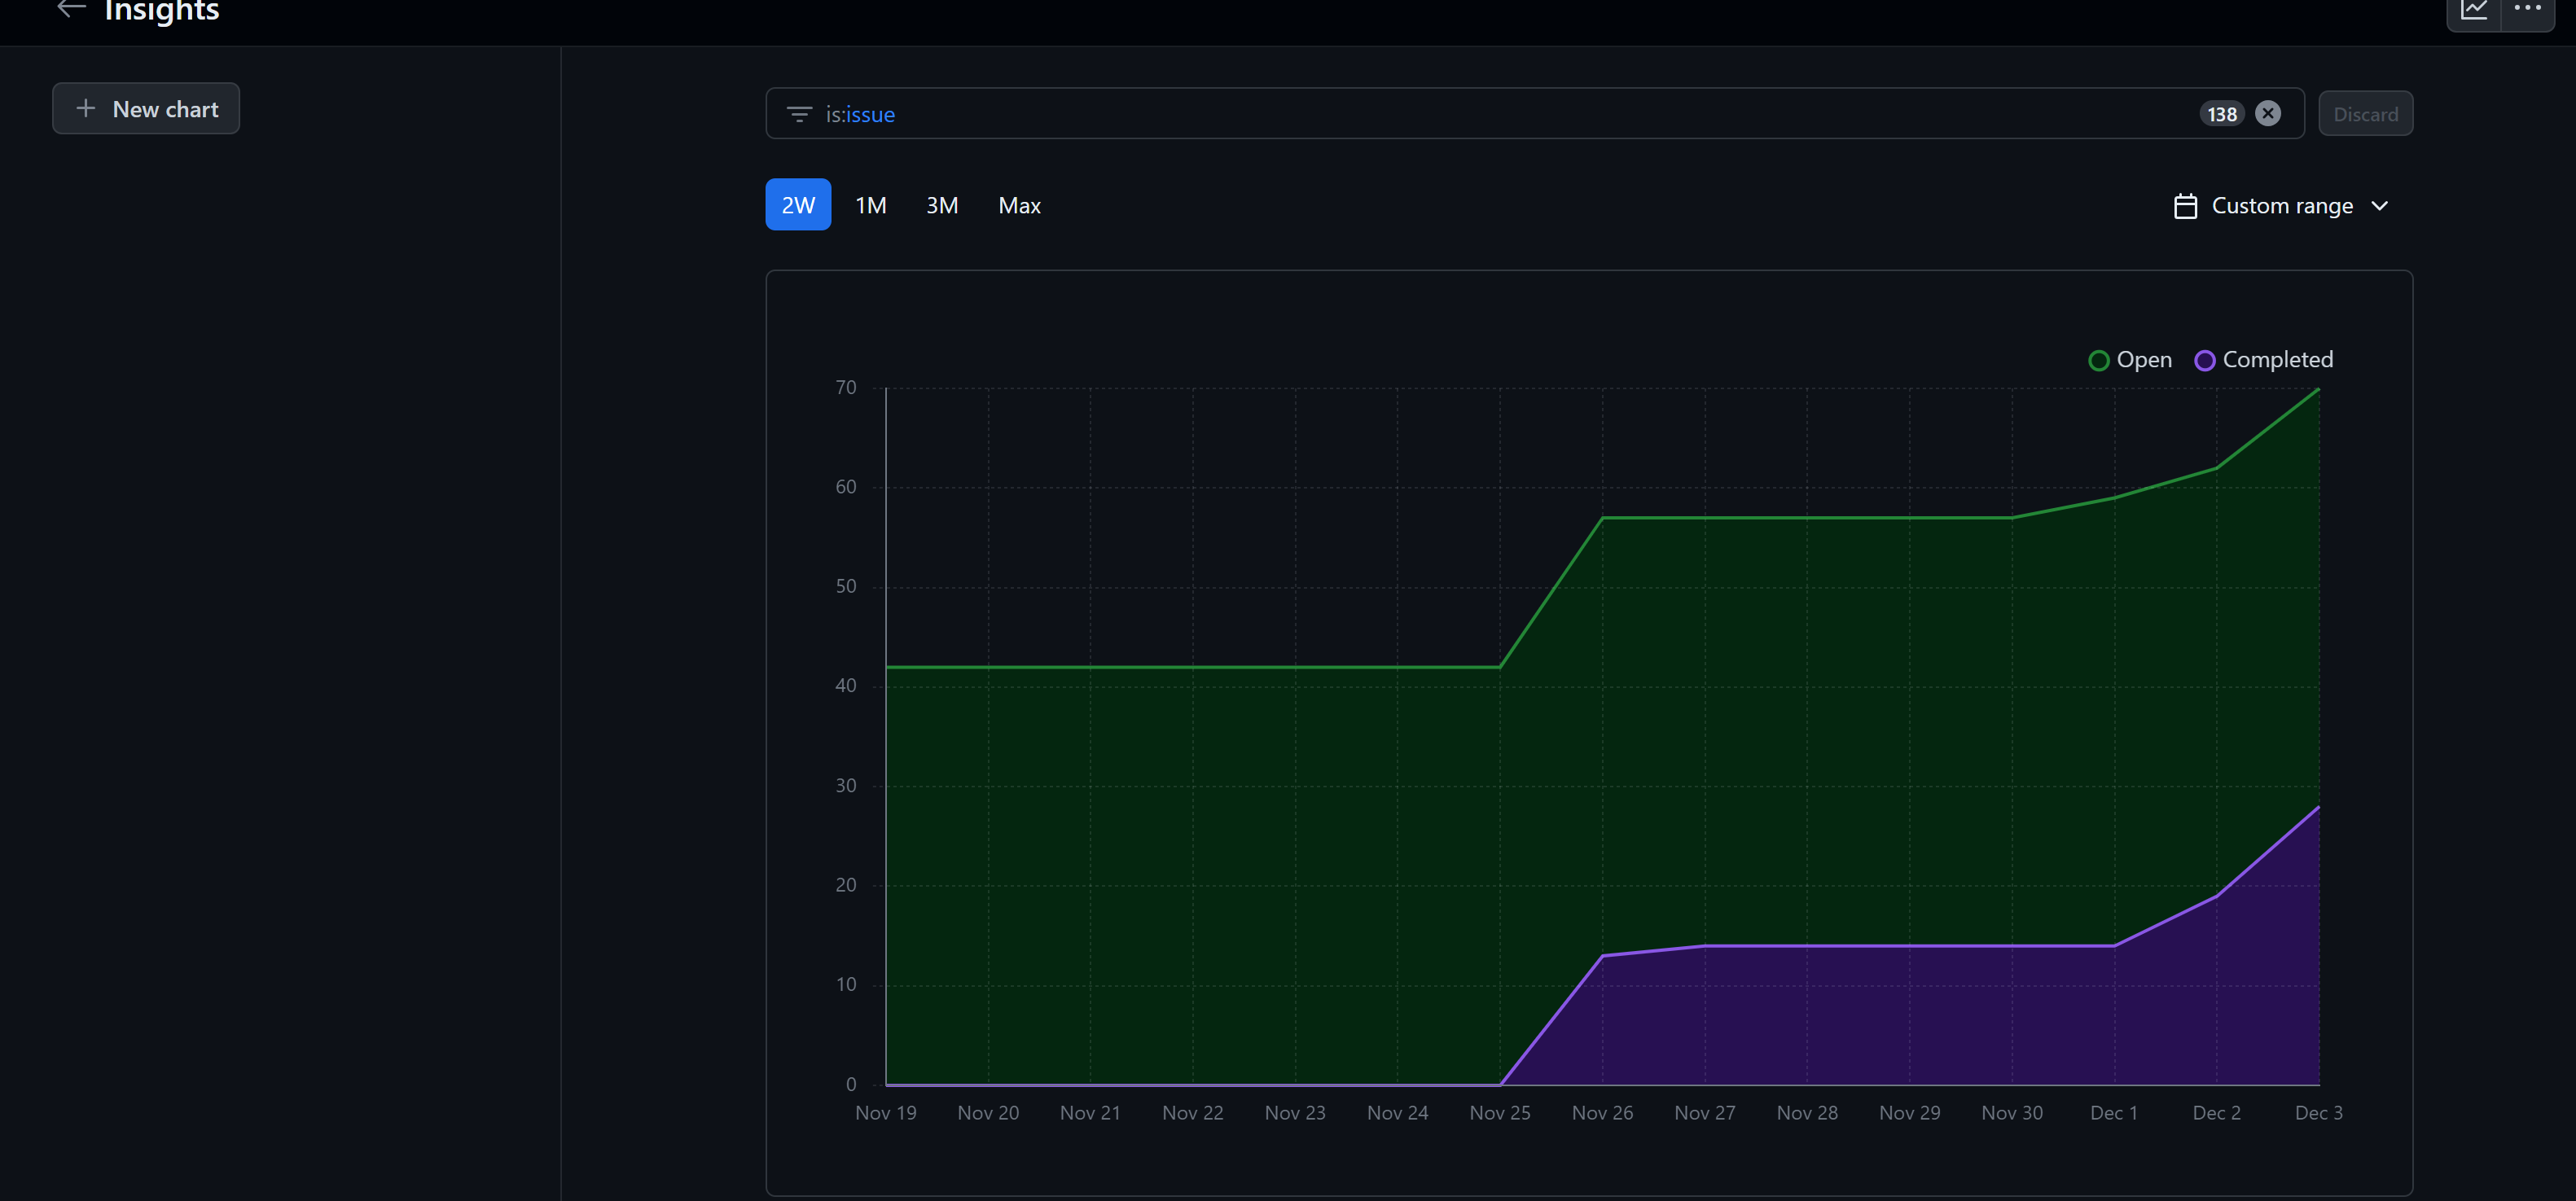 Insights
New chart
is:issue 138 Discard
2W 1M 3M Max Custom range
Open Completed
70
60
50
40
30
20
10
0
Nov 19 Nov 20 Nov 21 Nov 22 Nov 23 Nov 24 Nov 25 Nov 26 Nov 27 Nov 28 Nov 29 Nov 30 Dec 1 Dec 2 Dec 3